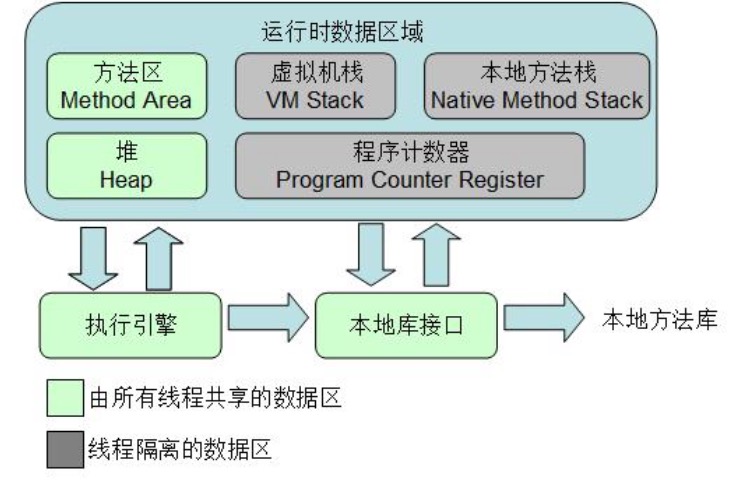 运行时数据区域
方法区
Method Area
虚拟机栈
VM Stack
本地方法栈
Native Method Stack
堆
Heap
程序计数器
Program Counter Register
执行引擎
本地库接口
本地方法库
由所有线程共享的数据区
线程隔离的数据区